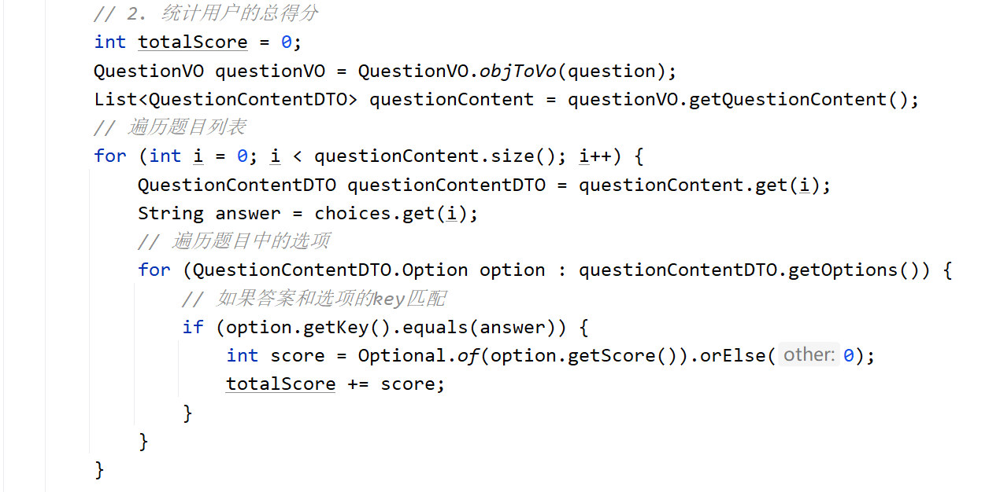 // 2. 统计用户的总得分
int totalScore = 0;
QuestionVO questionVO = QuestionVO.objToVo(question);
List<QuestionContentDTO> questionContent = questionVO.getQuestionContent();
// 遍历题目列表
for (int i = 0; i < questionContent.size(); i++) {
    QuestionContentDTO questionContentDTO = questionContent.get(i);
    String answer = choices.get(i);
    // 遍历题目中的选项
    for (QuestionContentDTO.Option option : questionContentDTO.getOptions()) {
        // 如果答案和选项的key匹配
        if (option.getKey().equals(answer)) {
            int score = Optional.of(option.getScore()).orElse( other: 0);
            totalScore += score;
        }
    }
}